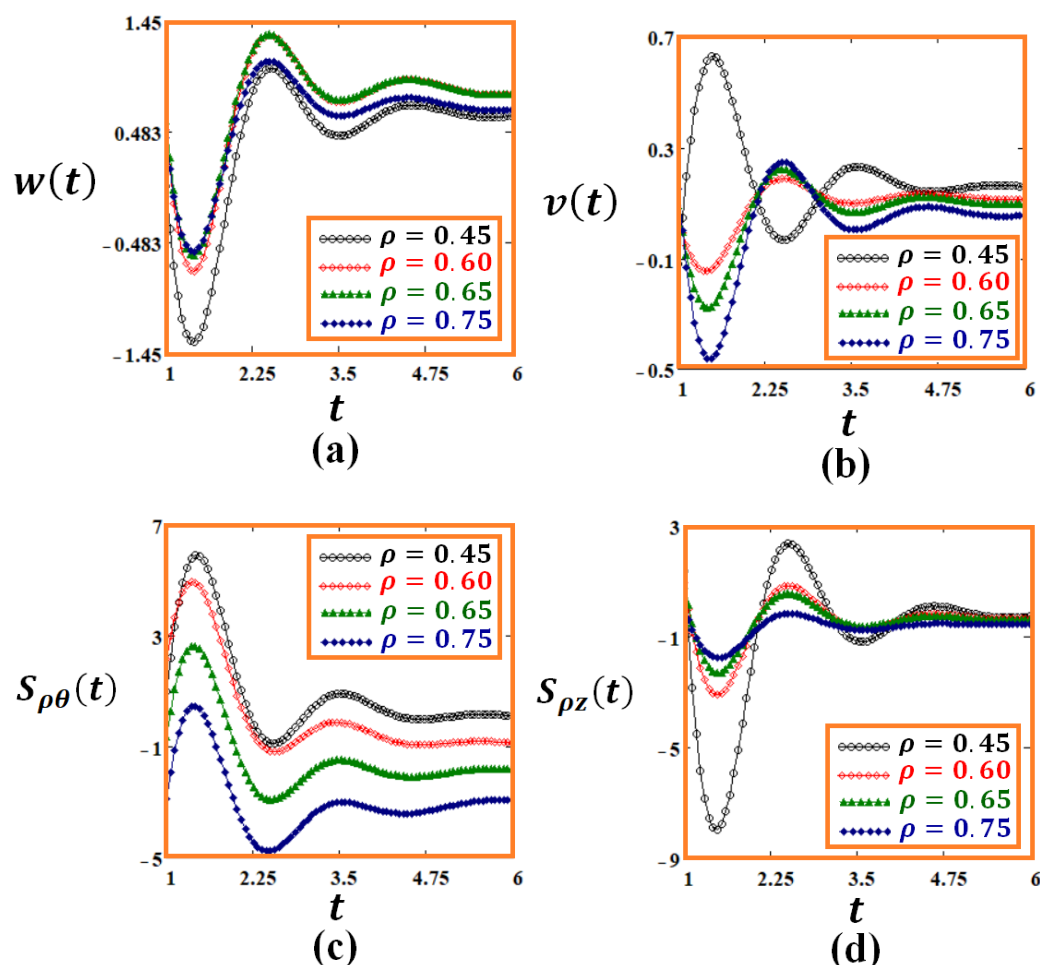 1.45
0.483
-0.483
-1.45
w(t)
ρ = 0.45
ρ = 0.60
ρ = 0.65
ρ = 0.75
1 2.25 3.5 4.75 6
t
(a)
0.7
0.3
-0.1
-0.5
v(t)
ρ = 0.45
ρ = 0.60
ρ = 0.65
ρ = 0.75
1 2.25 3.5 4.75 6
t
(b)
7
3
-1
-5
S_{ρθ}(t)
ρ = 0.45
ρ = 0.60
ρ = 0.65
ρ = 0.75
1 2.25 3.5 4.75 6
t
(c)
3
-1
-5
-9
S_{ρz}(t)
ρ = 0.45
ρ = 0.60
ρ = 0.65
ρ = 0.75
1 2.25 3.5 4.75 6
t
(d)